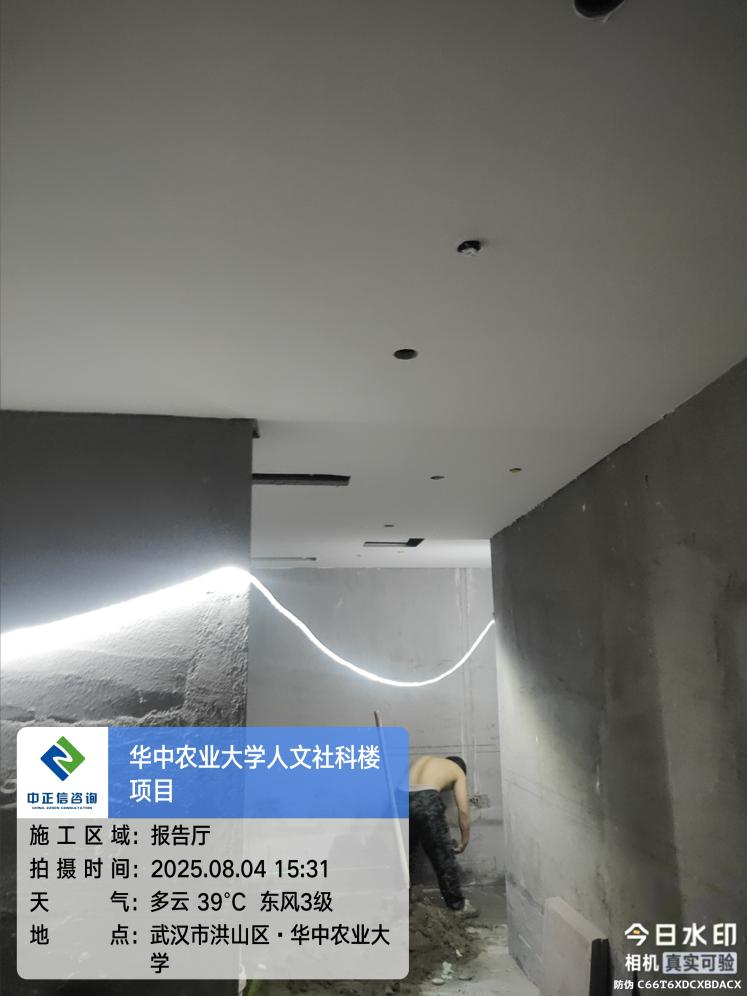 中正信咨询
华中农业大学人文社科楼
项目
施工区域：报告厅
拍摄时间：2025.08.04 15:31
天气：多云 39°C 东风3级
地点：武汉市洪山区·华中农业大
学
今日水印
相机 真实可验
防伪 C66T6XDCXBDACX